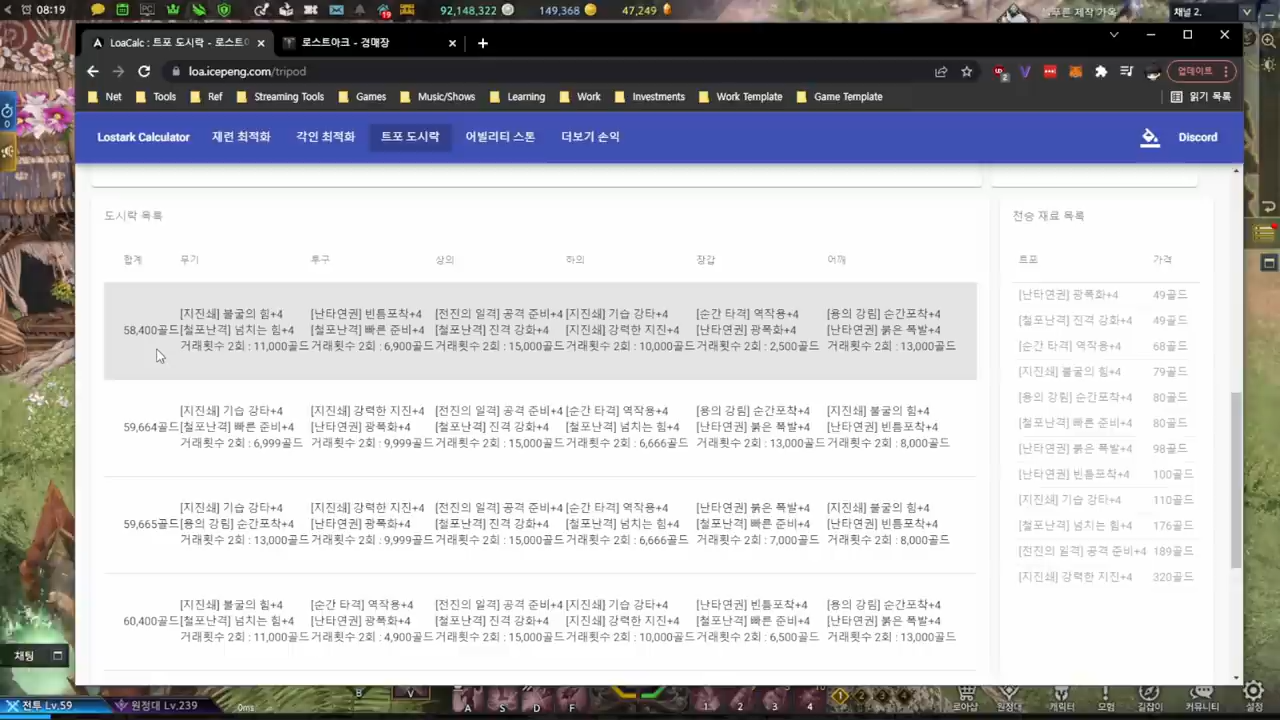 08:19
PC
19
92,148,322
149,368
47,249
채널 2.
LoaCalc : 트포 도시락 - 로스트
로스트아크 - 경매장
loa.icepeng.com/tripod
업데이트
Net Tools Ref Streaming Tools Games Music/Shows Learning Work Investments Work Template Game Template 읽기 목록
Lostark Calculator 재련 최적화 각인 최적화 트포 도시락 어빌리티 스톤 더보기 손익 Discord
도시락 목록
합계 무기 투구 상의 하의 장갑 어깨
[지진쇄] 불굴의 힘+4 [난타연권] 빈틈포착+4 [전진의 일격] 공격 준비+4 [지진쇄] 기습 강타+4 [순간 타격] 역작용+4 [용의 강림] 순간포착+4
58,400골드 [철포난격] 넘치는 힘+4 [철포난격] 빠른 준비+4 [철포난격] 진격 강화+4 [지진쇄] 강력한 지진+4 [난타연권] 광폭화+4 [난타연권] 붉은 폭발+4
거래횟수 2회 : 11,000골드 거래횟수 2회 : 6,900골드 거래횟수 2회 : 15,000골드 거래횟수 2회 : 10,000골드 거래횟수 2회 : 2,500골드 거래횟수 2회 : 13,000골드
[지진쇄] 기습 강타+4 [지진쇄] 강력한 지진+4 [전진의 일격] 공격 준비+4 [순간 타격] 역작용+4 [용의 강림] 순간포착+4 [지진쇄] 불굴의 힘+4
59,664골드 [철포난격] 빠른 준비+4 [난타연권] 광폭화+4 [철포난격] 진격 강화+4 [철포난격] 넘치는 힘+4 [난타연권] 붉은 폭발+4 [난타연권] 빈틈포착+4
거래횟수 2회 : 6,999골드 거래횟수 2회 : 9,999골드 거래횟수 2회 : 15,000골드 거래횟수 2회 : 6,666골드 거래횟수 2회 : 13,000골드 거래횟수 2회 : 8,000골드
[지진쇄] 기습 강타+4 [지진쇄] 강력한 지진+4 [전진의 일격] 공격 준비+4 [순간 타격] 역작용+4 [난타연권] 붉은 폭발+4 [지진쇄] 불굴의 힘+4
59,665골드 [용의 강림] 순간포착+4 [난타연권] 광폭화+4 [철포난격] 진격 강화+4 [철포난격] 넘치는 힘+4 [철포난격] 빠른 준비+4 [난타연권] 빈틈포착+4
거래횟수 2회 : 13,000골드 거래횟수 2회 : 9,999골드 거래횟수 2회 : 15,000골드 거래횟수 2회 : 6,666골드 거래횟수 2회 : 7,000골드 거래횟수 2회 : 8,000골드
[지진쇄] 불굴의 힘+4 [순간 타격] 역작용+4 [전진의 일격] 공격 준비+4 [지진쇄] 기습 강타+4 [난타연권] 빈틈포착+4 [용의 강림] 순간포착+4
60,400골드 [철포난격] 넘치는 힘+4 [난타연권] 광폭화+4 [철포난격] 진격 강화+4 [지진쇄] 강력한 지진+4 [철포난격] 빠른 준비+4 [난타연권] 붉은 폭발+4
거래횟수 2회 : 11,000골드 거래횟수 2회 : 4,900골드 거래횟수 2회 : 15,000골드 거래횟수 2회 : 10,000골드 거래횟수 2회 : 6,500골드 거래횟수 2회 : 13,000골드
전승 재료 목록
트포 가격
[난타연권] 광폭화+4 49골드
[철포난격] 진격 강화+4 49골드
[순간 타격] 역작용+4 68골드
[지진쇄] 불굴의 힘+4 79골드
[용의 강림] 순간포착+4 80골드
[철포난격] 빠른 준비+4 80골드
[난타연권] 붉은 폭발+4 98골드
[난타연권] 빈틈포착+4 100골드
[지진쇄] 기습 강타+4 110골드
[철포난격] 넘치는 힘+4 176골드
[전진의 일격] 공격 준비+4 189골드
[지진쇄] 강력한 지진+4 320골드
채팅
B V
A S D F 1 2 3 4 1 2 3 4
로아샵 원정대 캐릭터 모험 길잡이 커뮤니티 설정
전투 Lv.59 원정대 Lv.239 0ms